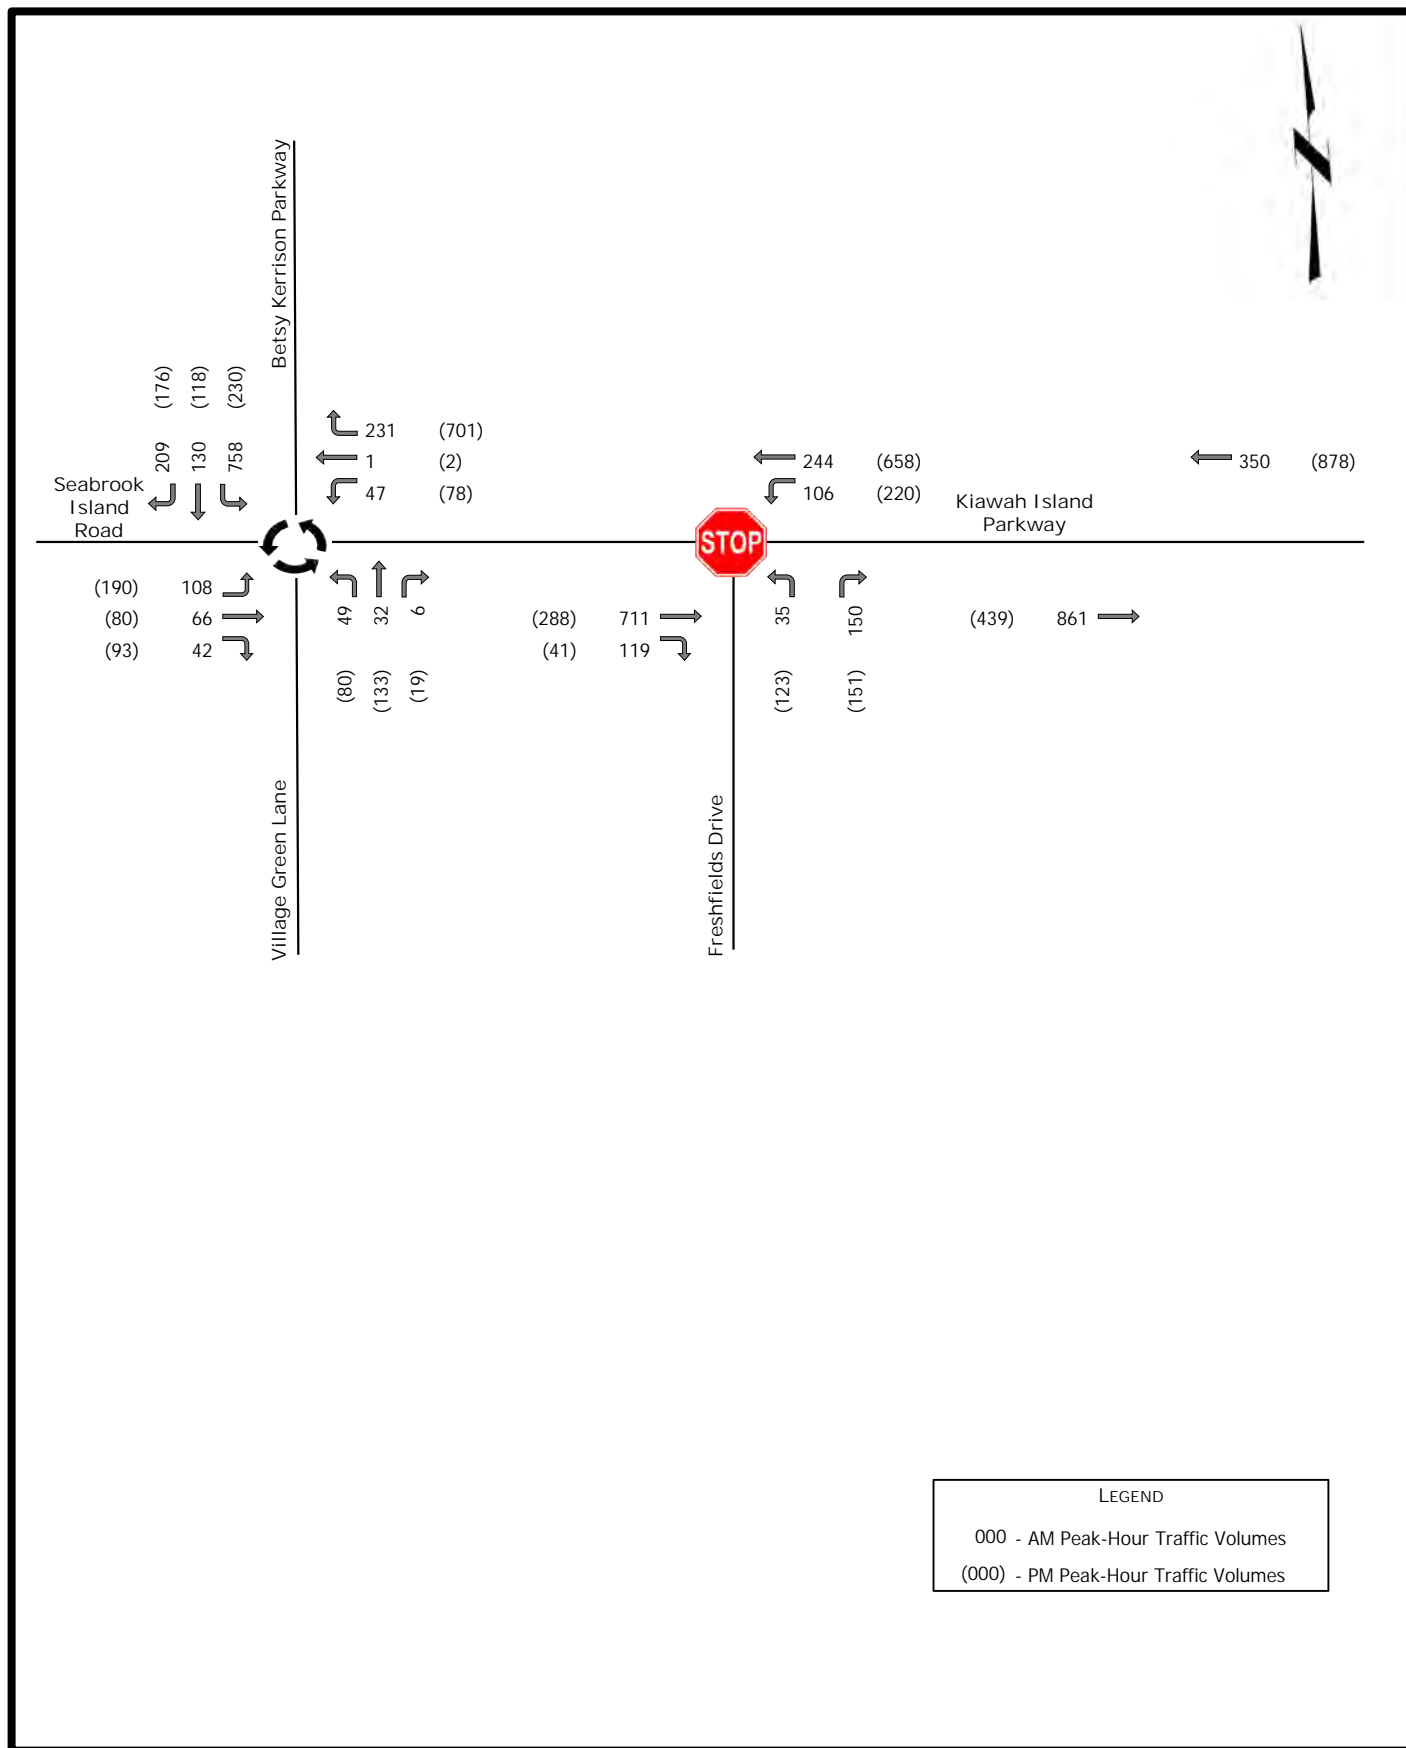 Betsy Kerrison Parkway
(176) (118) (230)
209 130 758
231 (701)
1 (2)
47 (78)
244 (658)
106 (220)
350 (878)
Seabrook
Island
Road
Kiawah Island
Parkway
STOP
(190) 108
(80) 66
(93) 42
49 32 6
(80) (133) (19)
(288) 711
(41) 119
35 150
(123) (151)
(439) 861
Village Green Lane
Freshfields Drive
LEGEND
000 - AM Peak-Hour Traffic Volumes
(000) - PM Peak-Hour Traffic Volumes